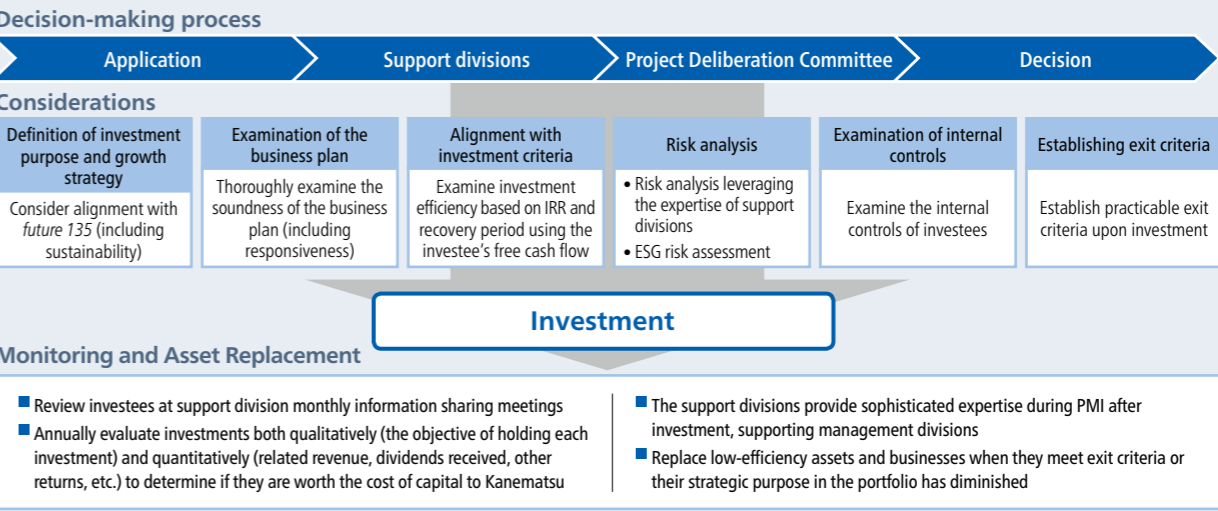 Decision-making process
Application
Support divisions
Project Deliberation Committee
Decision
Considerations
Definition of investment
purpose and growth
strategy
Consider alignment with
future 135 (including
sustainability)
Examination of the
business plan
Thoroughly examine the
soundness of the business
plan (including
responsiveness)
Alignment with
investment criteria
Examine investment
efficiency based on IRR and
recovery period using the
investee’s free cash flow
Risk analysis
• Risk analysis leveraging
the expertise of support
divisions
• ESG risk assessment
Examination of internal
controls
Examine the internal
controls of investees
Establishing exit criteria
Establish practicable exit
criteria upon investment
Investment
Monitoring and Asset Replacement
■ Review investees at support division monthly information sharing meetings
■ Annually evaluate investments both qualitatively (the objective of holding each
investment) and quantitatively (related revenue, dividends received, other
returns, etc.) to determine if they are worth the cost of capital to Kanematsu
■ The support divisions provide sophisticated expertise during PMI after
investment, supporting management divisions
■ Replace low-efficiency assets and businesses when they meet exit criteria or
their strategic purpose in the portfolio has diminished